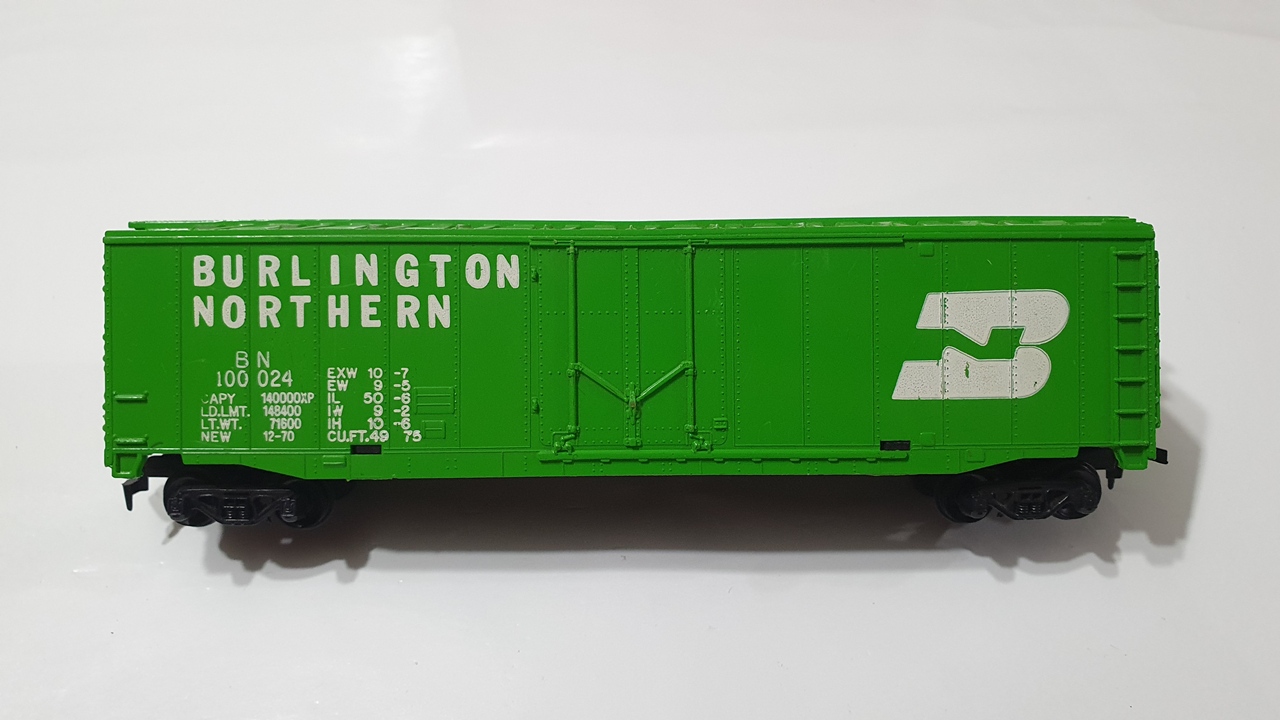 BURLINGTON
NORTHERN
BN
100 024
CAPY 140000XP
LD.LMT. 148400
LT.WT. 71600
NEW 12-70
EXW 10 -7
EW 9 -5
IL 50 -6
IW 9 -2
IH 10 -6
CU.FT.49 75